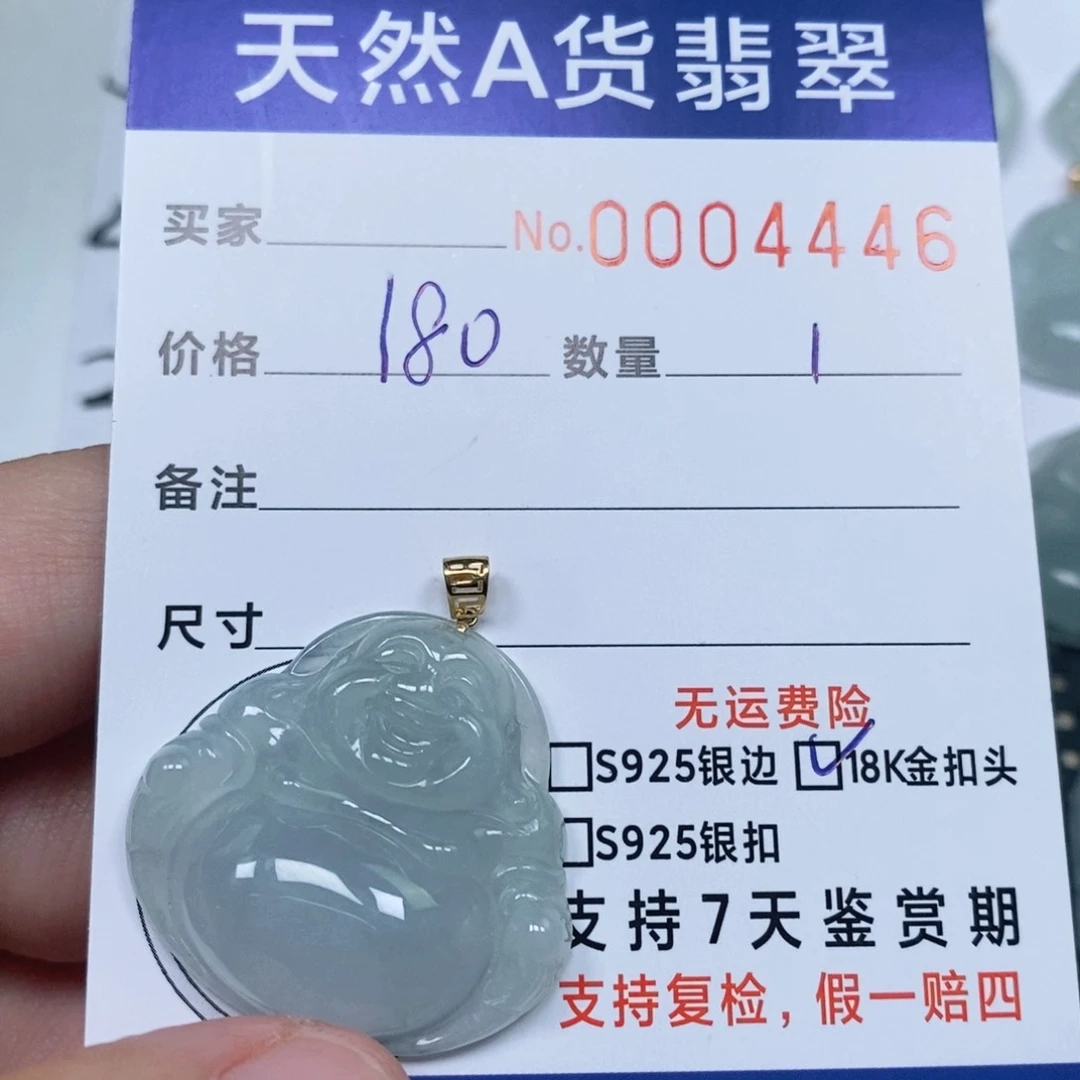 天然A货翡翠
买家 No.0004446
价格 180 数量 1
备注
尺寸
无运费险
S925银边 18K金扣头
S925银扣
支持7天鉴赏期
支持复检，假一赔四